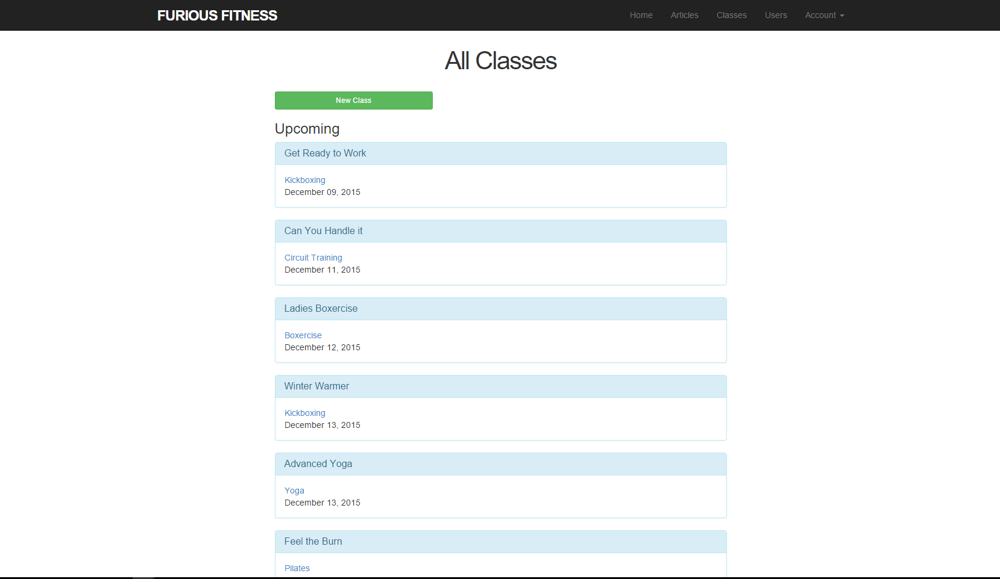 FURIOUS FITNESS
Home Articles Classes Users Account
All Classes
New Class
Upcoming
Get Ready to Work
Kickboxing
December 09, 2015
Can You Handle it
Circuit Training
December 11, 2015
Ladies Boxercise
Boxercise
December 12, 2015
Winter Warmer
Kickboxing
December 13, 2015
Advanced Yoga
Yoga
December 13, 2015
Feel the Burn
Pilates